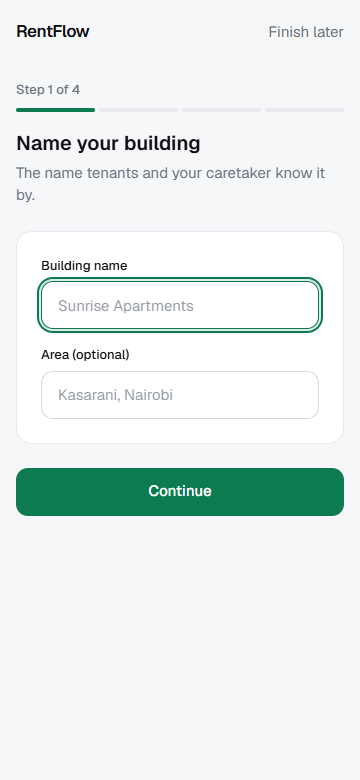 RentFlow
Finish later
Step 1 of 4
Name your building
The name tenants and your caretaker know it
by.
Building name
Sunrise Apartments
Area (optional)
Kasarani, Nairobi
Continue